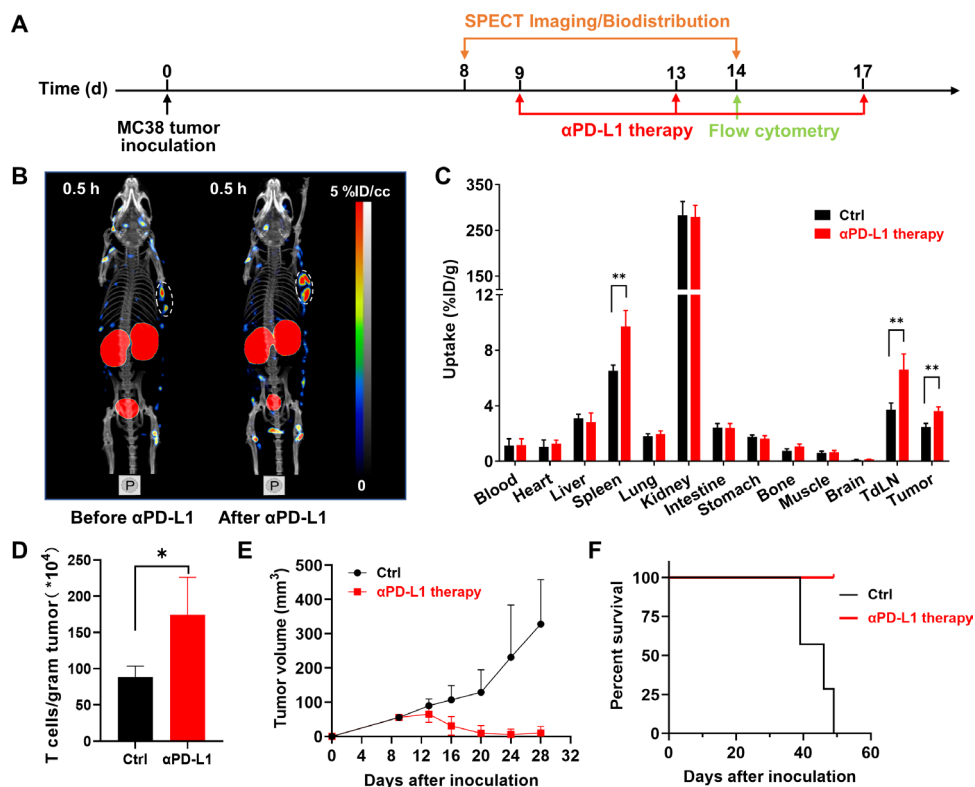 A
SPECT Imaging/Biodistribution
0 8 9 13 14 17
Time (d)
MC38 tumor
inoculation
αPD-L1 therapy
Flow cytometry
B
0.5 h 0.5 h 5 %ID/cc
0
P P
Before αPD-L1 After αPD-L1
C
Uptake (%ID/g)
350
250
150
12
8
4
0
Ctrl
αPD-L1 therapy
**
**
**
Blood Heart Liver Spleen Lung Kidney Intestine Stomach Bone Muscle Brain TdLN Tumor
D
T cells/gram tumor(*10⁴)
250
200
150
100
50
0
*
Ctrl αPD-L1
E
Tumor volume (mm³)
500
400
300
200
100
0
Ctrl
αPD-L1 therapy
0 4 8 12 16 20 24 28 32
Days after inoculation
F
Percent survival
100
75
50
25
0
Ctrl
αPD-L1 therapy
0 20 40 60
Days after inoculation